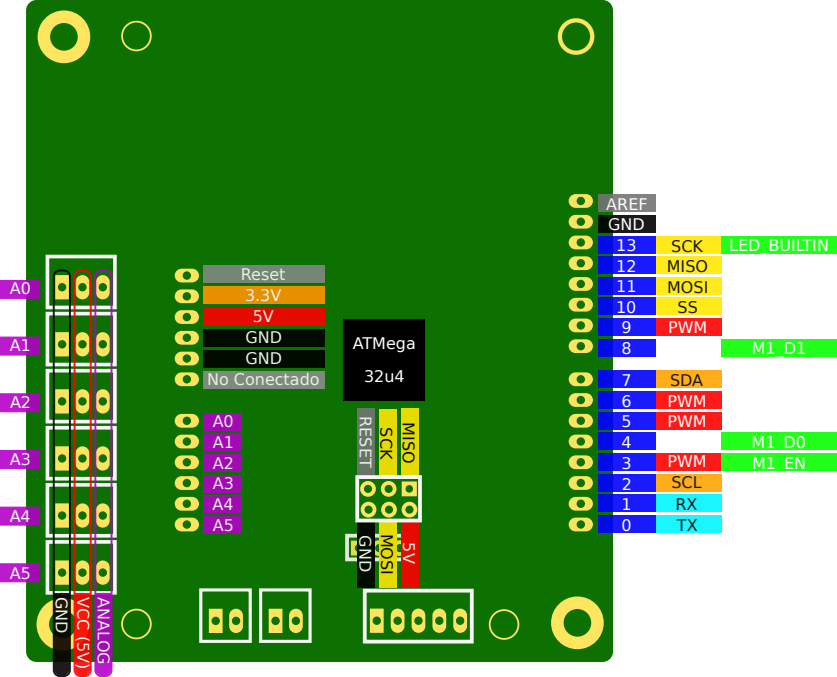 AREF
GND
13 SCK LED_BUILTIN
12 MISO
11 MOSI
10 SS
9 PWM
8 M1_D1
7 SDA
6 PWM
5 PWM
4 M1_D0
3 PWM M1_EN
2 SCL
1 RX
0 TX
Reset
3.3V
5V
GND
GND
No Conectado
A0
A1
A2
A3
A4
A5
ATMega
32u4
RESET
SCK
MISO
GND
MOSI
5V
A0
A1
A2
A3
A4
A5
GND
VCC (5V)
ANALOG